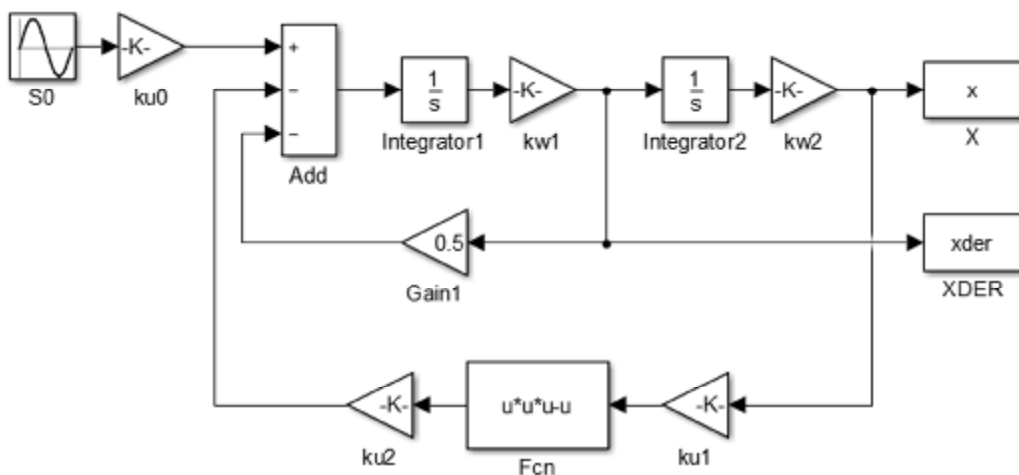 S0
-K-
ku0
+
−
−
Add
1
s
Integrator1
-K-
kw1
1
s
Integrator2
-K-
kw2
x
X
0.5
Gain1
xder
XDER
-K-
ku2
u*u*u-u
Fcn
-K-
ku1